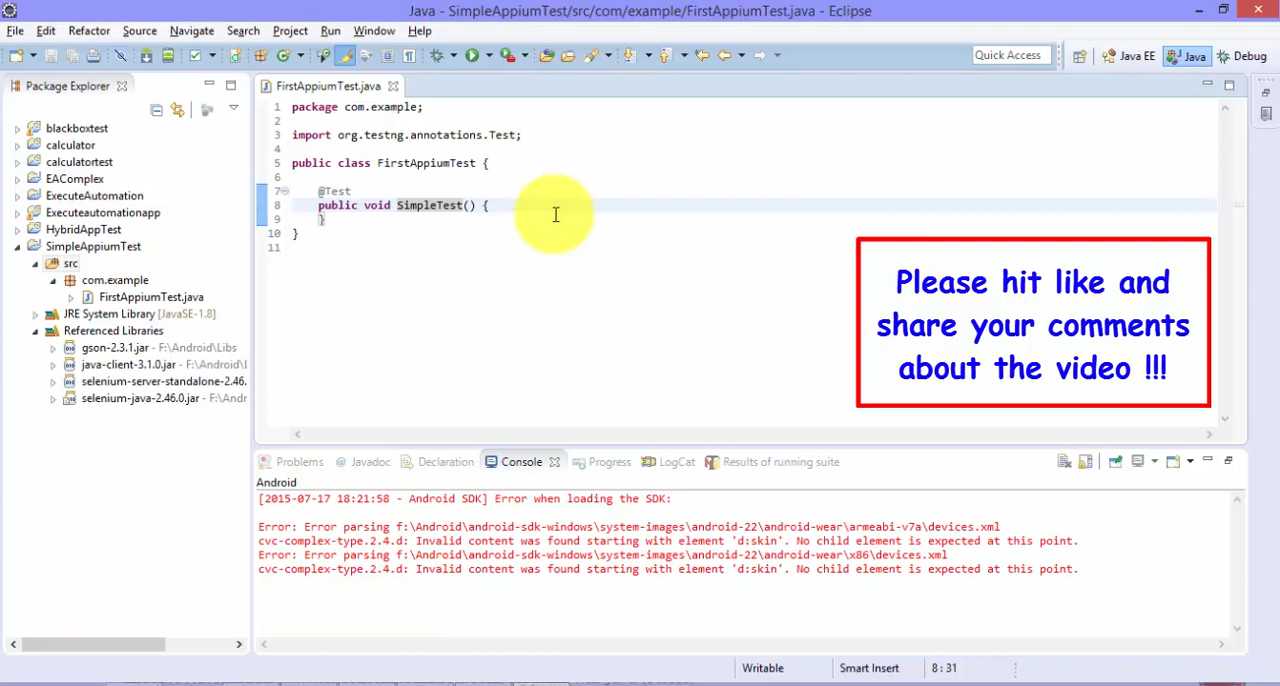 Java - SimpleAppiumTest/src/com/example/FirstAppiumTest.java - Eclipse
File Edit Refactor Source Navigate Search Project Run Window Help
Quick Access
Java EE
Java
Debug
Package Explorer
FirstAppiumTest.java
blackboxtest
calculator
calculatortest
EAComplex
ExecuteAutomation
Executeautomationapp
HybridAppTest
SimpleAppiumTest
src
com.example
FirstAppiumTest.java
JRE System Library [JavaSE-1.8]
Referenced Libraries
gson-2.3.1.jar - F:\Android\Libs
java-client-3.1.0.jar - F:\Android\l
selenium-server-standalone-2.46.
selenium-java-2.46.0.jar - F:\Andr
1 package com.example;
2
3 import org.testng.annotations.Test;
4
5 public class FirstAppiumTest {
6
7 @Test
8 public void SimpleTest() {
9 }
10 }
11
Please hit like and
share your comments
about the video !!!
Problems @ Javadoc Declaration Console Progress LogCat Results of running suite
Android
[2015-07-17 18:21:58 - Android SDK] Error when loading the SDK:
Error: Error parsing f:\Android\android-sdk-windows\system-images\android-22\android-wear\armeabi-v7a\devices.xml
cvc-complex-type.2.4.d: Invalid content was found starting with element 'd:skin'. No child element is expected at this point.
Error: Error parsing f:\Android\android-sdk-windows\system-images\android-22\android-wear\x86\devices.xml
cvc-complex-type.2.4.d: Invalid content was found starting with element 'd:skin'. No child element is expected at this point.
Writable
Smart Insert
8 : 31